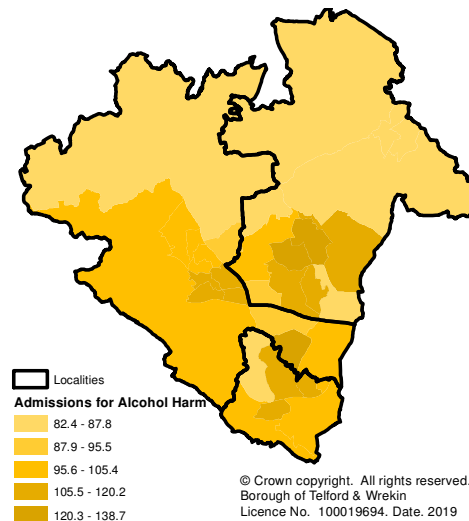 Localities
Admissions for Alcohol Harm
82.4 - 87.8
87.9 - 95.5
95.6 - 105.4
105.5 - 120.2
120.3 - 138.7
© Crown copyright. All rights reserved.
Borough of Telford & Wrekin
Licence No. 100019694. Date. 2019